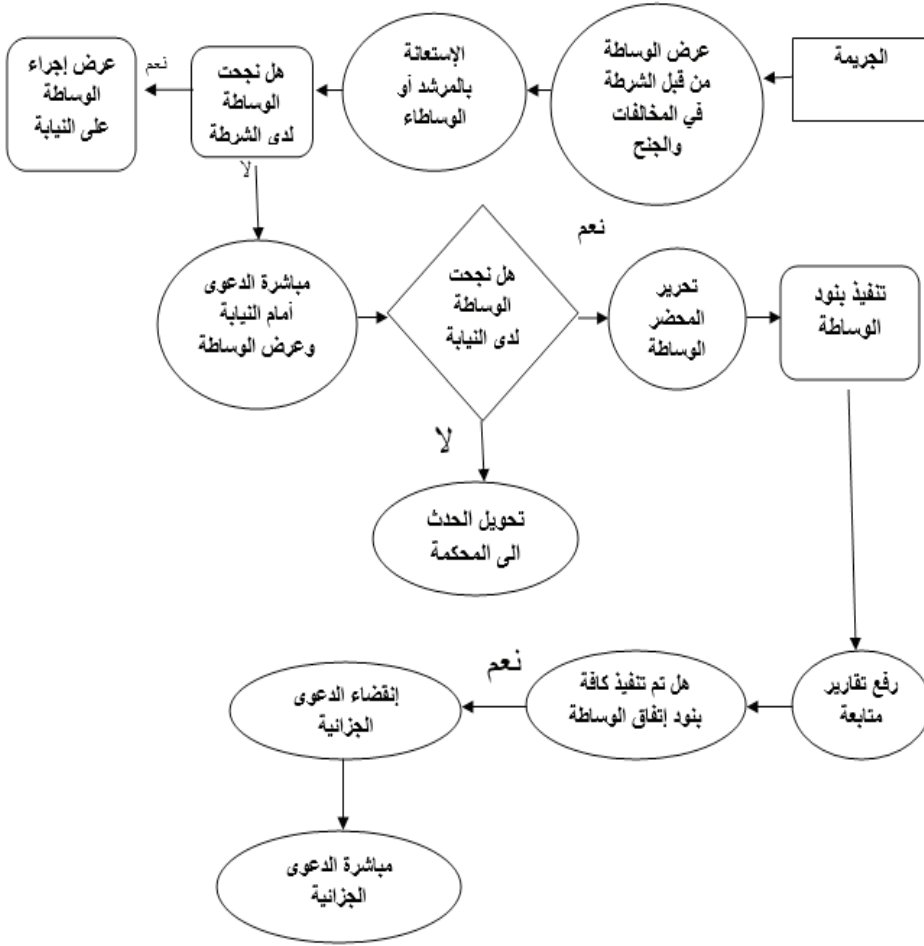 الجريمة
عرض الوساطة
من قبل الشرطة
في المخالفات
والجنح
الإستعانة
بالمرشد أو
الوسطاء
هل نجحت
الوساطة
لدى الشرطة
نعم
عرض إجراء
الوساطة
على النيابة
لا
مباشرة الدعوى
أمام النيابة
وعرض الوساطة
هل نجحت
الوساطة
لدى النيابة
نعم
تحرير
المحضر
الوساطة
تنفيذ بنود
الوساطة
لا
تحويل الحدث
الى المحكمة
رفع تقارير
متابعة
هل تم تنفيذ كافة
بنود إتفاق الوساطة
نعم
إنقضاء الدعوى
الجزائية
مباشرة الدعوى
الجزائية